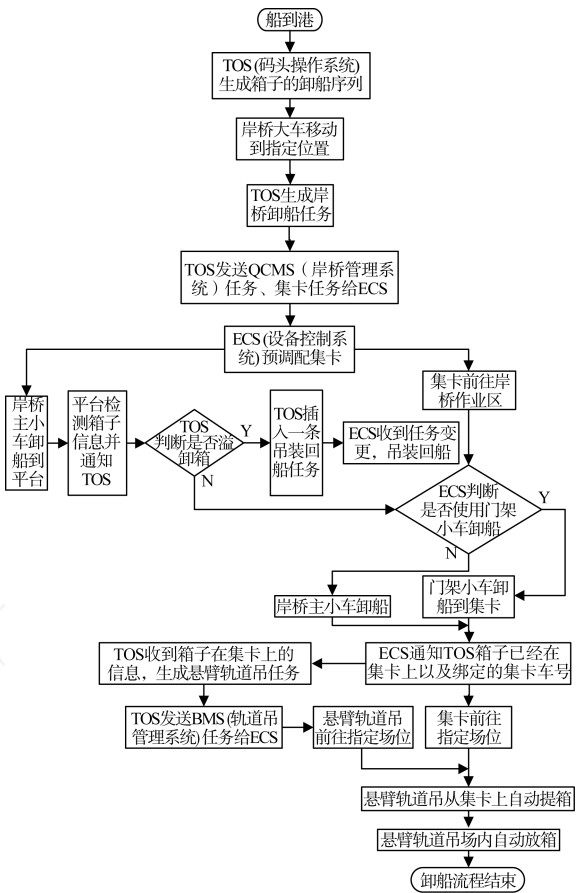 船到港
TOS(码头操作系统)
生成箱子的卸船序列
岸桥大车移动
到指定位置
TOS生成岸
桥卸船任务
TOS发送QCMS（岸桥管理系
统）任务、集卡任务给ECS
ECS(设备控制系
统)预调配集卡
集卡前往岸
桥作业区
岸桥
主小
车卸
船到
平台
平台检
测箱子
信息并
通知
TOS
TOS
判断是否溢
卸箱
Y
N
TOS插
入一条
吊装回
船任务
ECS收到任务变
更，吊装回船
ECS判断
是否使用门架
小车卸船
Y
N
岸桥主小车卸船
门架小车卸
船到集卡
ECS通知TOS箱子已经在
集卡上以及绑定的集卡车号
TOS收到箱子在集卡上的
信息，生成悬臂轨道吊任务
TOS发送BMS(轨道吊
管理系统)任务给ECS
悬臂轨道吊
前往指定场位
集卡前往
指定场位
悬臂轨道吊从集卡上自动提箱
悬臂轨道吊场内自动放箱
卸船流程结束